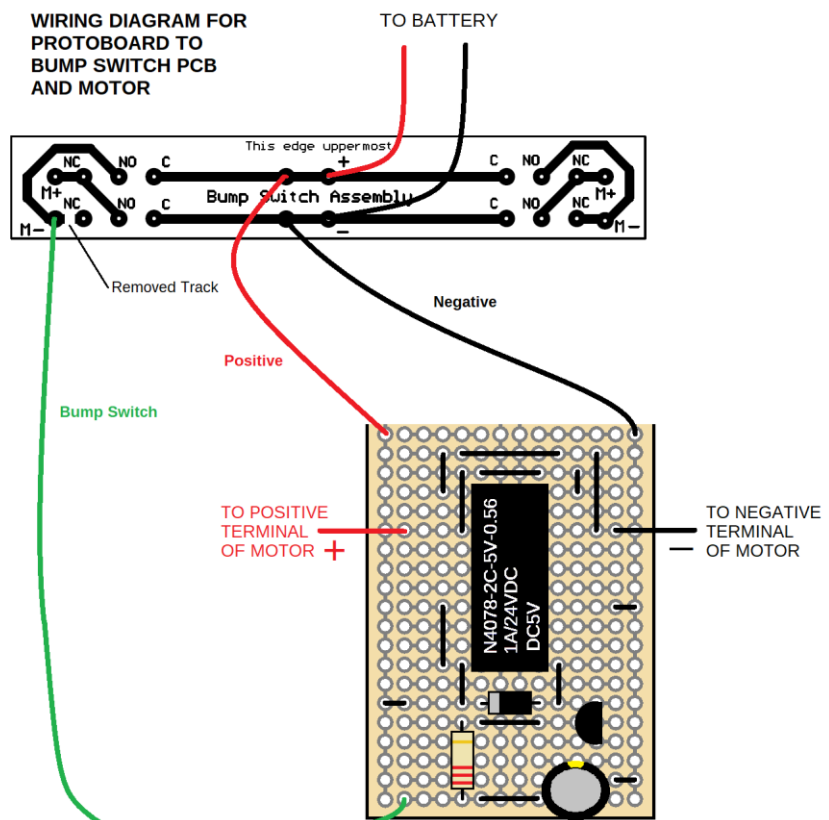 WIRING DIAGRAM FOR
PROTOBOARD TO
BUMP SWITCH PCB
AND MOTOR
TO BATTERY
This edge uppermost
+
NC
NO
C
C
NO
NC
M+
Bump Switch Assembly
M+
NC
NO
C
C
NO
NC
M-
–
M-
Removed Track
Negative
Positive
Bump Switch
TO POSITIVE
TERMINAL
OF MOTOR +
N4078-2C-5V-0.56
1A/24VDC
DC5V
TO NEGATIVE
TERMINAL
– OF MOTOR